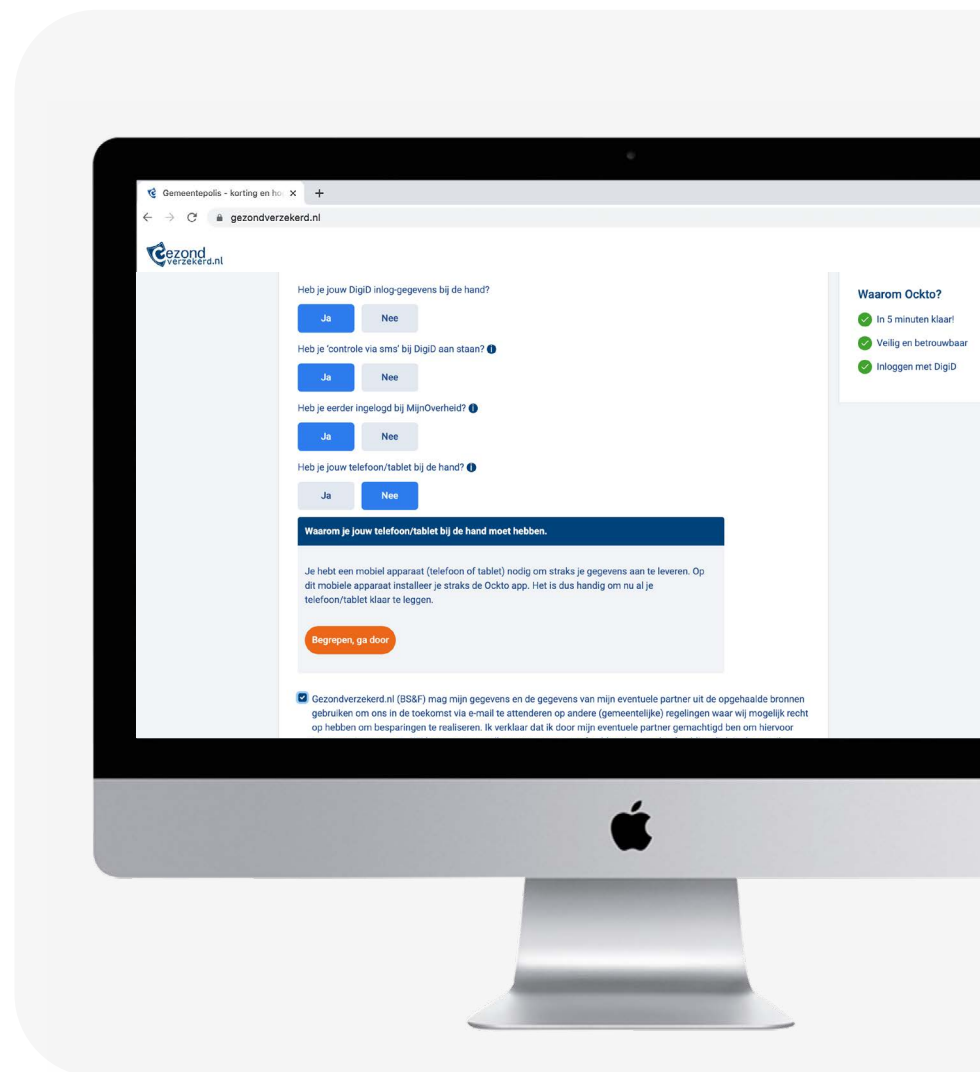 Gemeentepolis - korting en ho
gezondverzekerd.nl
Gezond
verzekerd.nl
Heb je jouw DigiD inlog-gegevens bij de hand?
Ja Nee
Heb je 'controle via sms' bij DigiD aan staan?
Ja Nee
Heb je eerder ingelogd bij MijnOverheid?
Ja Nee
Heb je jouw telefoon/tablet bij de hand?
Ja Nee
Waarom je jouw telefoon/tablet bij de hand moet hebben.
Je hebt een mobiel apparaat (telefoon of tablet) nodig om straks je gegevens aan te leveren. Op
dit mobiele apparaat installeer je straks de Ockto app. Het is dus handig om nu al je
telefoon/tablet klaar te leggen.
Begrepen, ga door
Gezondverzekerd.nl (BS&F) mag mijn gegevens en de gegevens van mijn eventuele partner uit de opgehaalde bronnen
gebruiken om ons in de toekomst via e-mail te attenderen op andere (gemeentelijke) regelingen waar wij mogelijk recht
op hebben om besparingen te realiseren. Ik verklaar dat ik door mijn eventuele partner gemachtigd ben om hiervoor
Waarom Ockto?
In 5 minuten klaar!
Veilig en betrouwbaar
Inloggen met DigiD